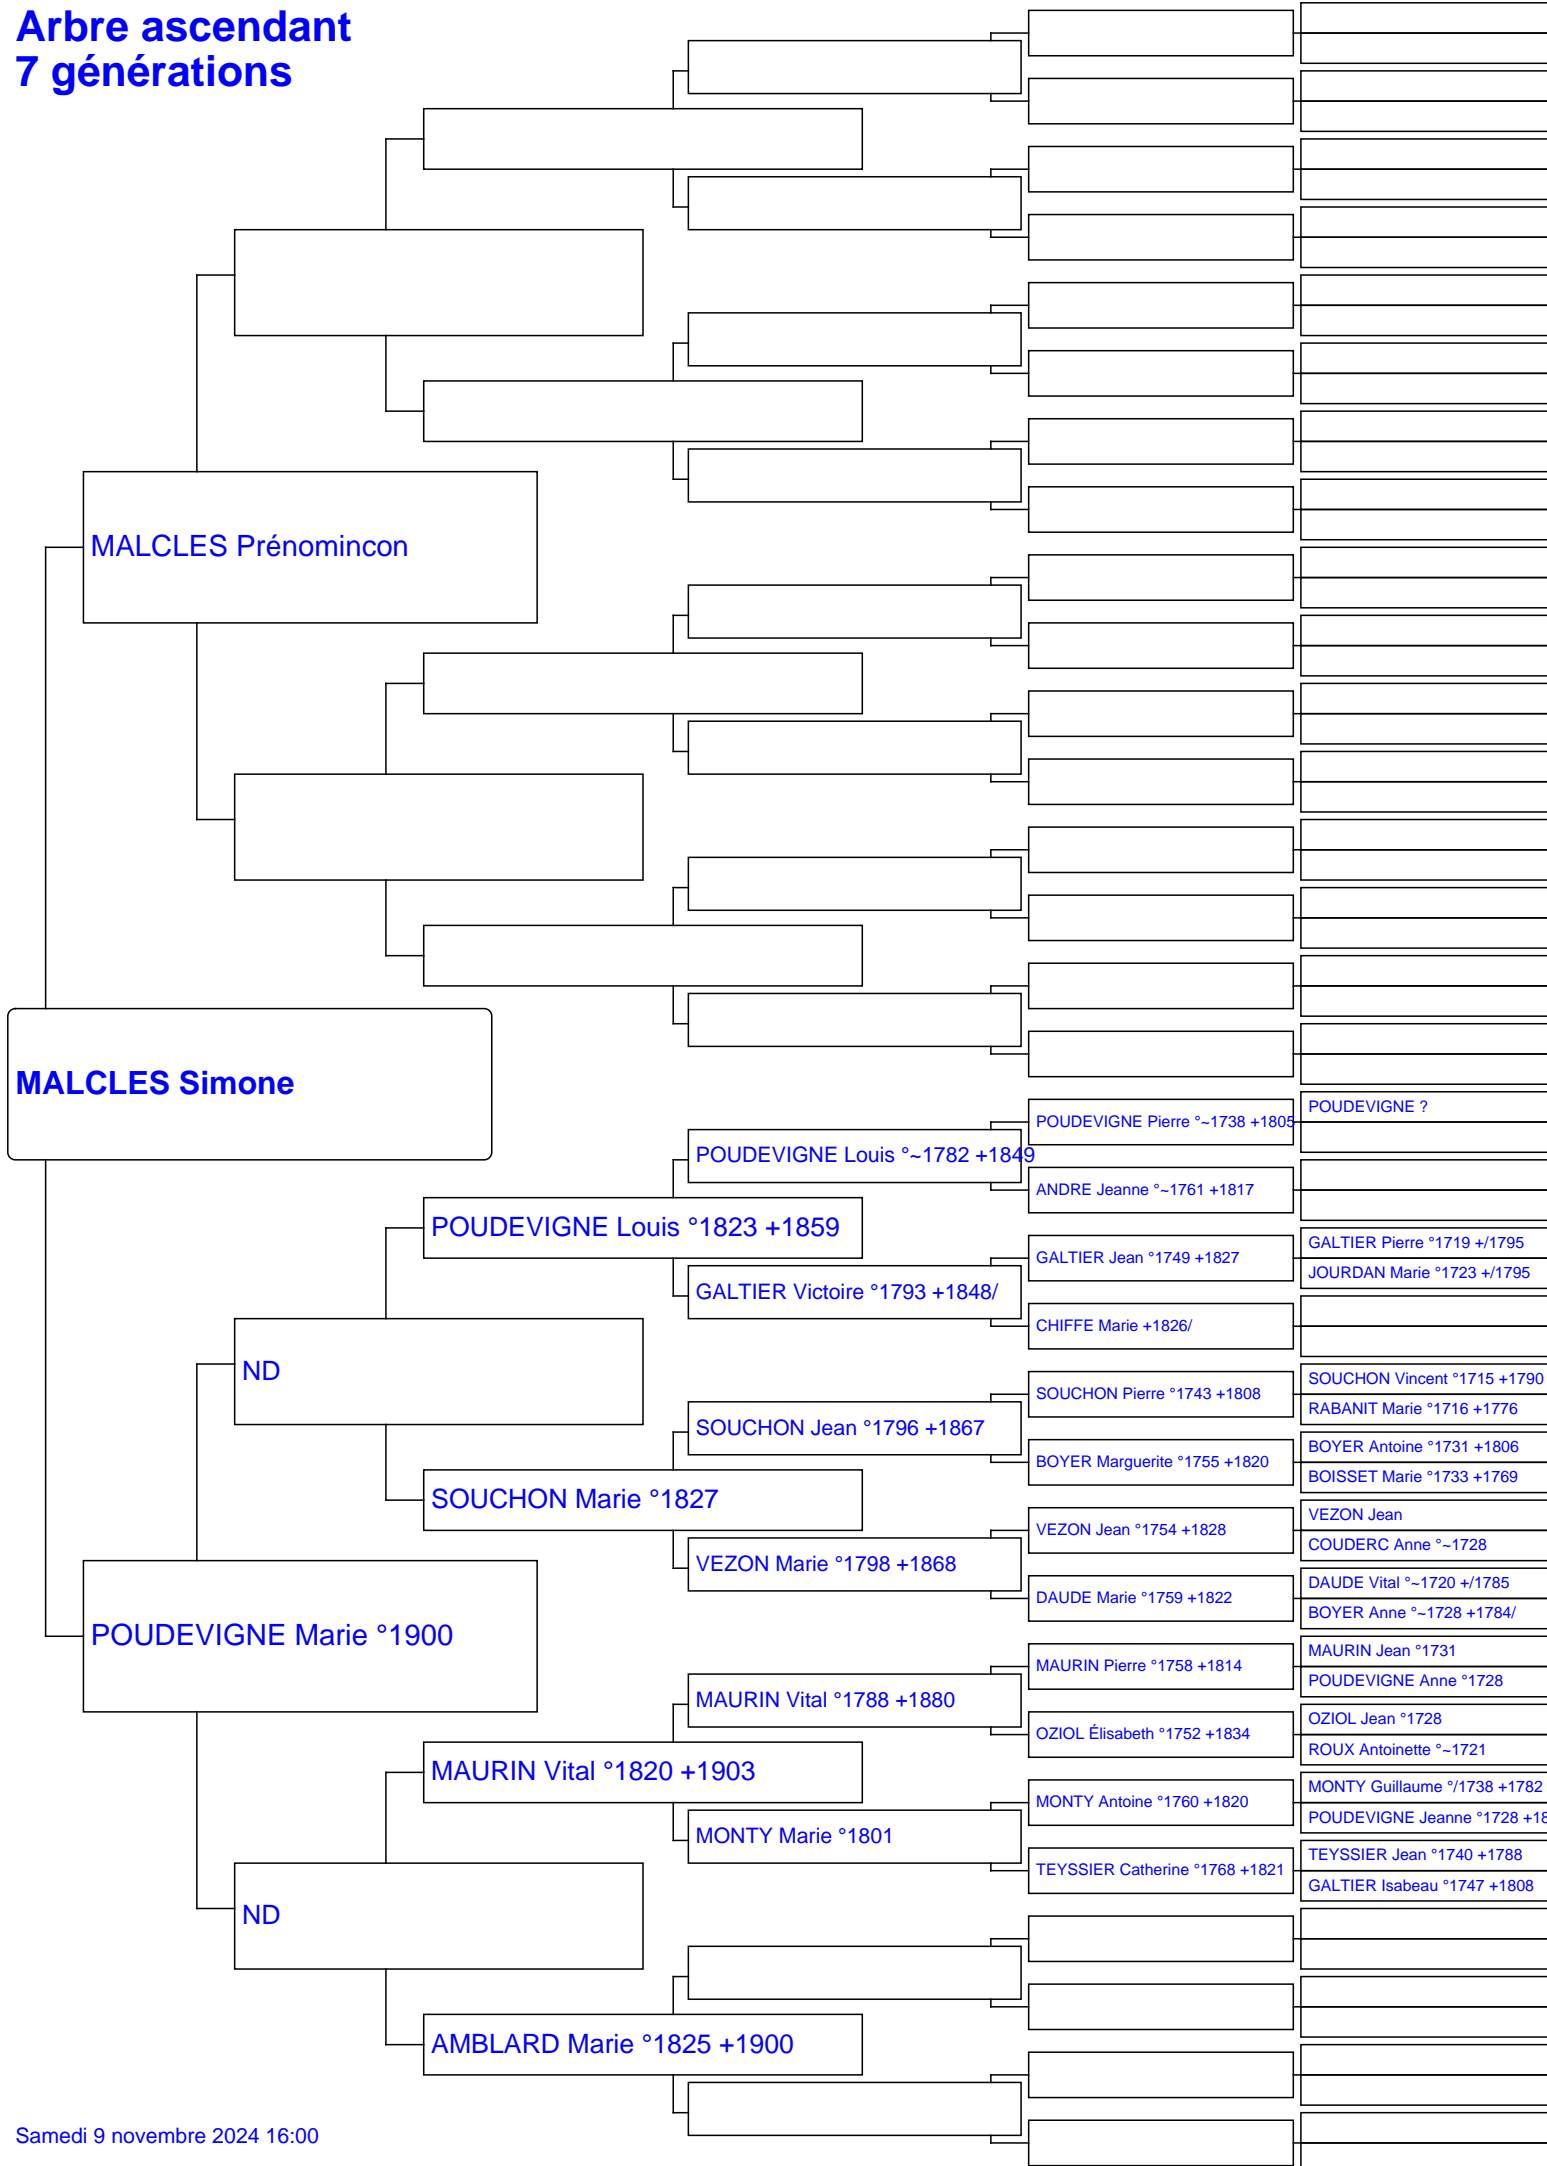 Arbre ascendant
7 générations
MALCLES Prénomincon
MALCLES Simone
POUDEVIGNE Pierre °~1738 +1805
POUDEVIGNE ?
POUDEVIGNE Louis °~1782 +1849
ANDRE Jeanne °~1761 +1817
POUDEVIGNE Louis °1823 +1859
GALTIER Jean °1749 +1827
GALTIER Pierre °1719 +/1795
JOURDAN Marie °1723 +/1795
GALTIER Victoire °1793 +1848/
CHIFFE Marie +1826/
ND
SOUCHON Pierre °1743 +1808
SOUCHON Vincent °1715 +1790
RABANIT Marie °1716 +1776
SOUCHON Jean °1796 +1867
BOYER Marguerite °1755 +1820
BOYER Antoine °1731 +1806
BOISSET Marie °1733 +1769
SOUCHON Marie °1827
VEZON Jean °1754 +1828
VEZON Jean
COUDERC Anne °~1728
VEZON Marie °1798 +1868
DAUDE Marie °1759 +1822
DAUDE Vital °~1720 +/1785
BOYER Anne °~1728 +1784/
POUDEVIGNE Marie °1900
MAURIN Pierre °1758 +1814
MAURIN Jean °1731
POUDEVIGNE Anne °1728
MAURIN Vital °1788 +1880
OZIOL Élisabeth °1752 +1834
OZIOL Jean °1728
ROUX Antoinette °~1721
MAURIN Vital °1820 +1903
MONTY Antoine °1760 +1820
MONTY Guillaume °/1738 +1782
POUDEVIGNE Jeanne °1728 +18
MONTY Marie °1801
TEYSSIER Catherine °1768 +1821
TEYSSIER Jean °1740 +1788
GALTIER Isabeau °1747 +1808
ND
AMBLARD Marie °1825 +1900
Samedi 9 novembre 2024 16:00